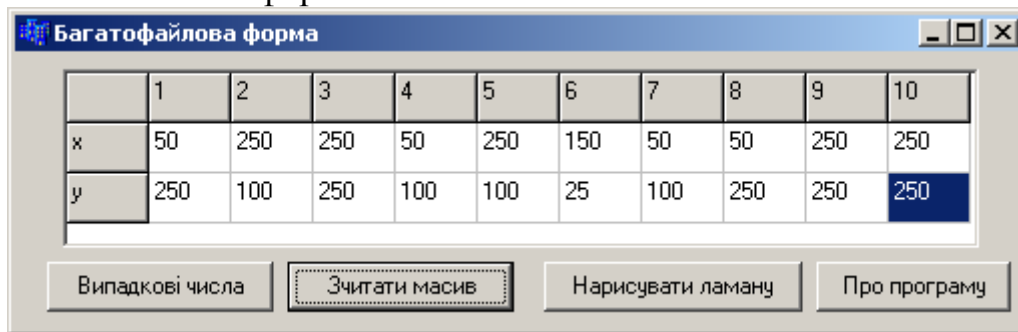 Багатофайлова форма
1 2 3 4 5 6 7 8 9 10
x 50 250 250 50 250 150 50 50 250 250
y 250 100 250 100 100 25 100 250 250 250
Випадкові числа Зчитати масив Нарисувати ламану Про програму